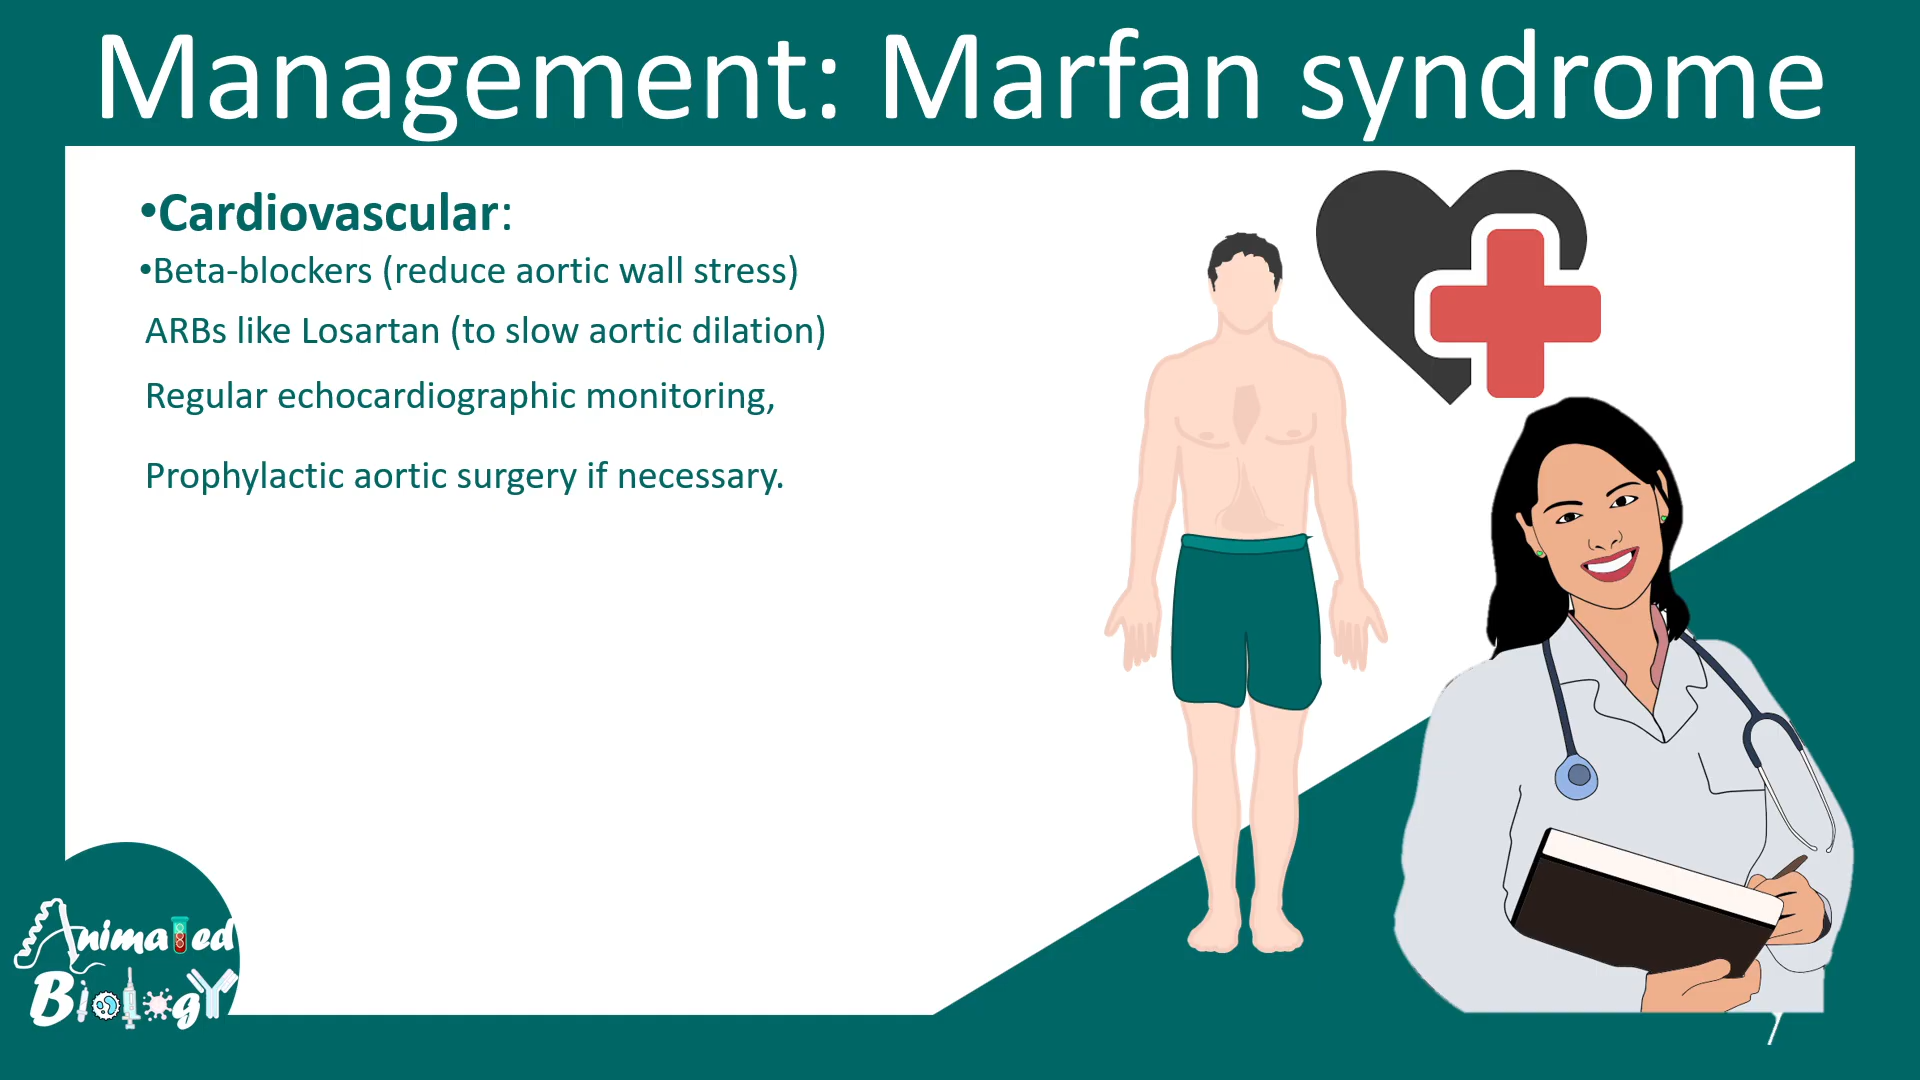 Management: Marfan syndrome
•Cardiovascular:
•Beta-blockers (reduce aortic wall stress)
ARBs like Losartan (to slow aortic dilation)
Regular echocardiographic monitoring,
Prophylactic aortic surgery if necessary.
Animated
Biology